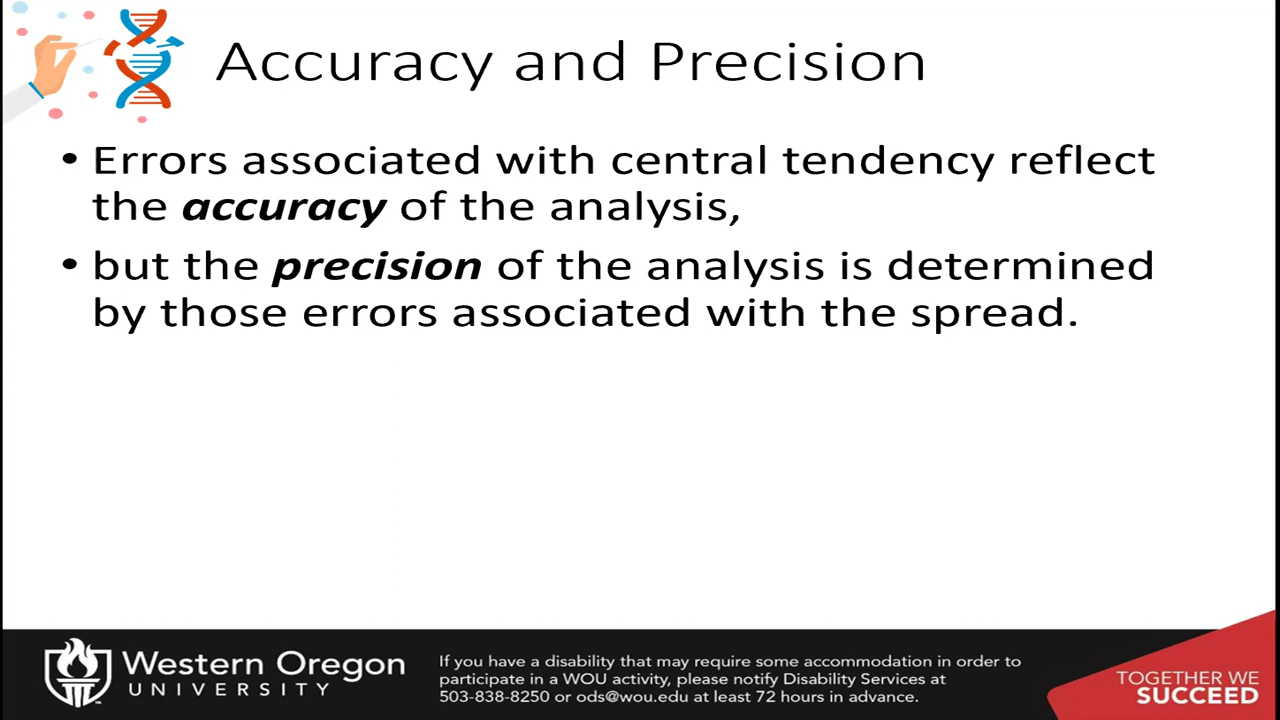 Accuracy and Precision
• Errors associated with central tendency reflect
the accuracy of the analysis,
• but the precision of the analysis is determined
by those errors associated with the spread.
Western Oregon
UNIVERSITY
If you have a disability that may require some accommodation in order to
participate in a WOU activity, please notify Disability Services at
503-838-8250 or ods@wou.edu at least 72 hours in advance.
TOGETHER WE
SUCCEED